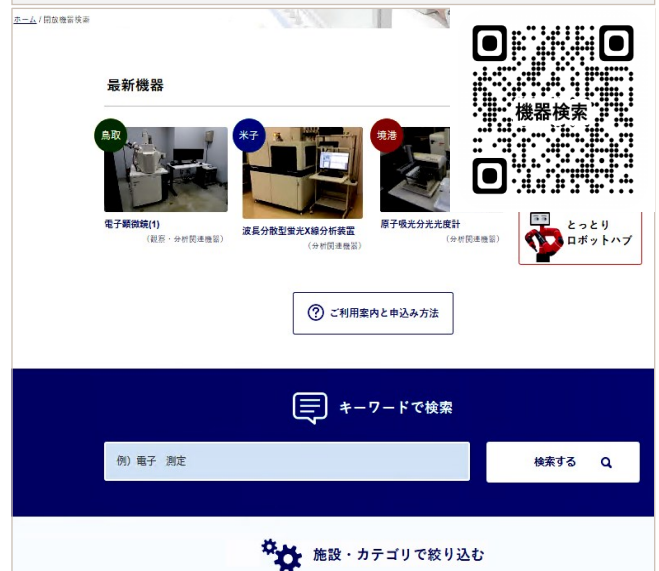 ホーム / 開放機器検索
機器検索
最新機器
鳥取
米子
境港
電子顕微鏡(1)
（観察・分析関連機器）
波長分散型蛍光X線分析装置
（分析関連機器）
原子吸光分光光度計
（分析関連機器）
とっとり
ロボットハブ
? ご利用案内と申込み方法
キーワードで検索
例）電子　測定
検索する
施設・カテゴリで絞り込む